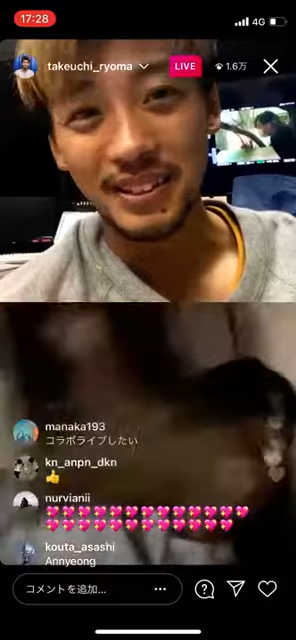 17:28
4G
takeuchi_ryoma
LIVE
1.6万
manaka193
コラボライブしたい
kn_anpn_dkn
nurvianii
kouta_asashi
Annyeong
コメントを追加...